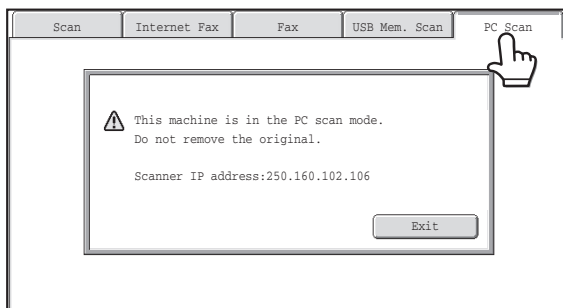 Scan Internet Fax Fax USB Mem. Scan PC Scan
This machine is in the PC scan mode.
Do not remove the original.
Scanner IP address:250.160.102.106
Exit